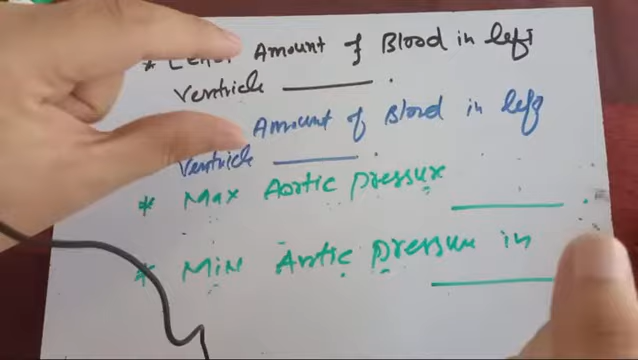 * Amount of Blood in left
Ventricle ______ .
Amount of Blood in left
Ventricle ______ .
* Max Aortic pressure
______ .
* Min Aortic pressure in
______